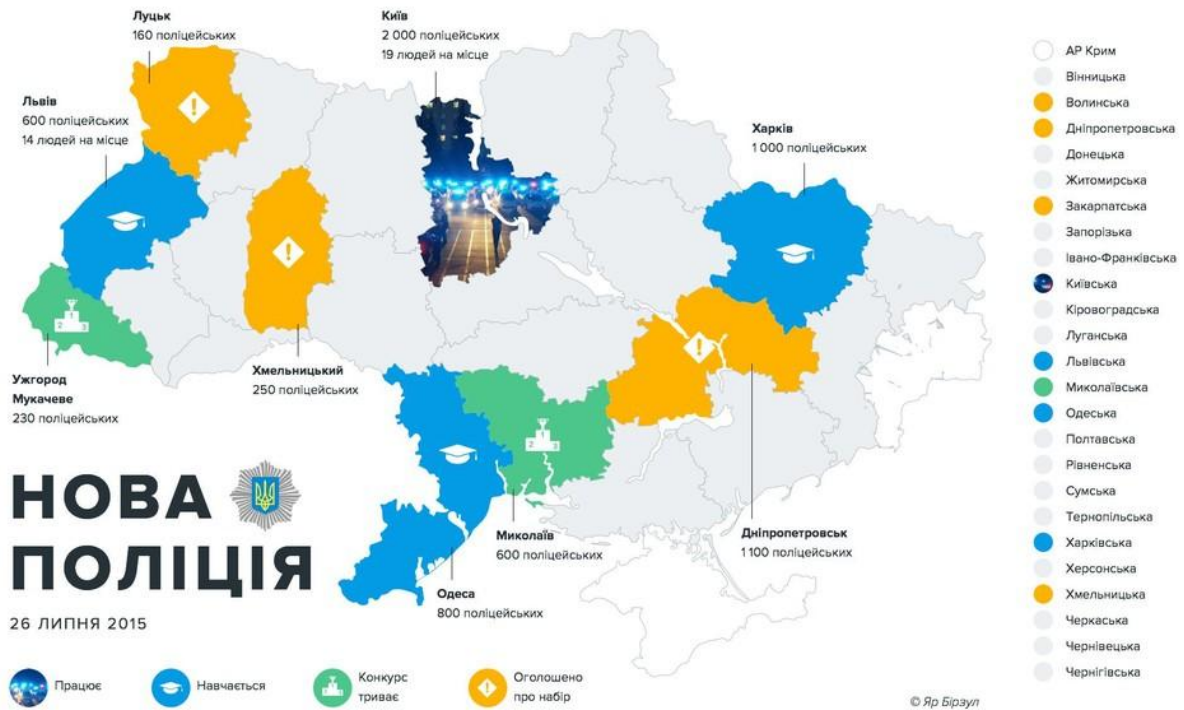 Луцьк
160 поліцейських
Київ
2 000 поліцейських
19 людей на місце
Львів
600 поліцейських
14 людей на місце
Харків
1 000 поліцейських
Ужгород
Мукачеве
230 поліцейських
Хмельницький
250 поліцейських
Миколаїв
600 поліцейських
Дніпропетровськ
1 100 поліцейських
Одеса
800 поліцейських
НОВА
ПОЛІЦІЯ
26 ЛИПНЯ 2015
Працює
Навчається
Конкурс
триває
Оголошено
про набір
АР Крим
Вінницька
Волинська
Дніпропетровська
Донецька
Житомирська
Закарпатська
Запорізька
Івано-Франківська
Київська
Кіровоградська
Луганська
Львівська
Миколаївська
Одеська
Полтавська
Рівненська
Сумська
Тернопільська
Харківська
Херсонська
Хмельницька
Черкаська
Чернівецька
Чернігівська
© Яр Бірзул